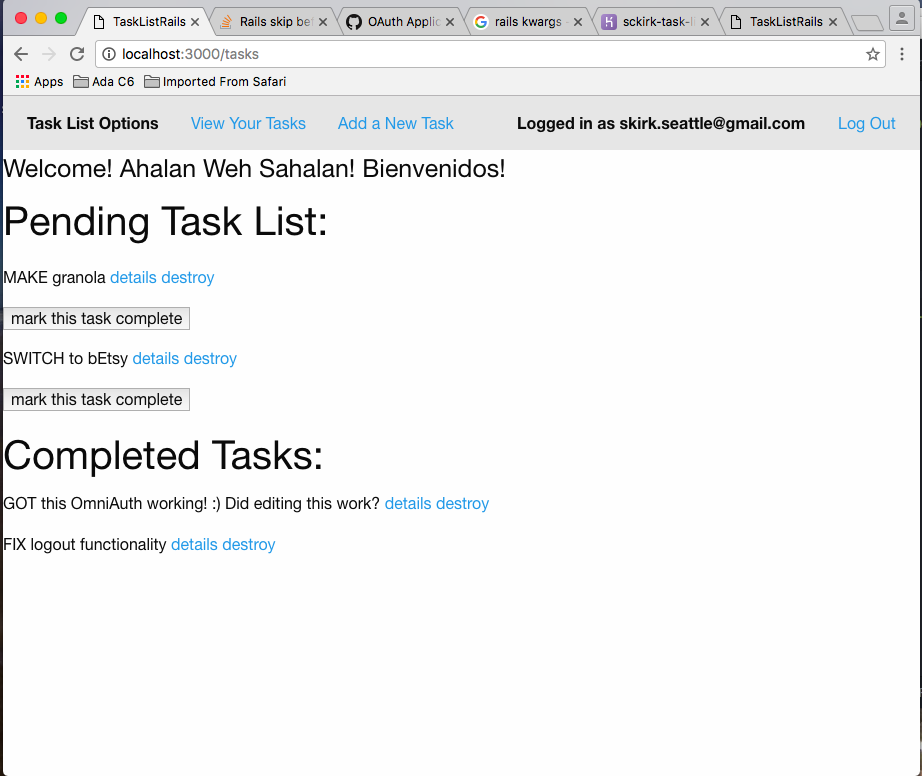 TaskListRails
Rails skip bef
OAuth Applic
rails kwargs -
sckirk-task-li
TaskListRails
localhost:3000/tasks
Apps Ada C6 Imported From Safari
Task List Options View Your Tasks Add a New Task Logged in as skirk.seattle@gmail.com Log Out
Welcome! Ahalan Weh Sahalan! Bienvenidos!
Pending Task List:
MAKE granola details destroy
mark this task complete
SWITCH to bEtsy details destroy
mark this task complete
Completed Tasks:
GOT this OmniAuth working! :) Did editing this work? details destroy
FIX logout functionality details destroy